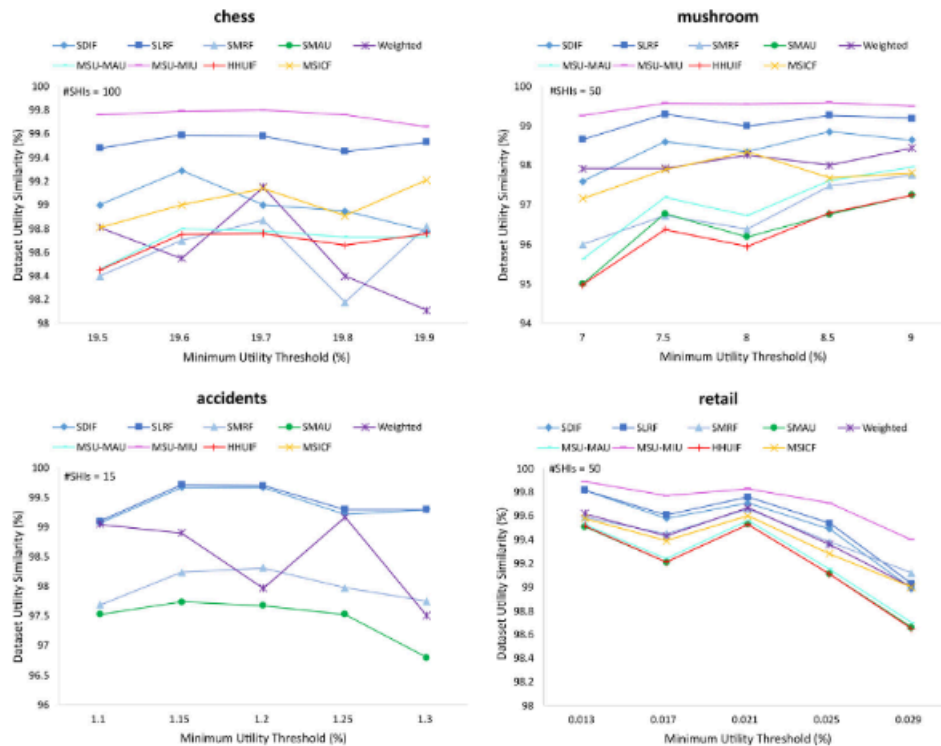 chess
SDIF SLRF SMRF SMAU Weighted
MSU-MAU MSU-MIU HHUIF MSICF
#SHIs = 100
Dataset Utility Similarity (%)
100
99.8
99.6
99.4
99.2
99
98.8
98.6
98.4
98.2
98
19.5 19.6 19.7 19.8 19.9
Minimum Utility Threshold (%)
mushroom
SDIF SLRF SMRF SMAU Weighted
MSU-MAU MSU-MIU HHUIF MSICF
#SHIs = 50
Dataset Utility Similarity (%)
100
99
98
97
96
95
94
7 7.5 8 8.5 9
Minimum Utility Threshold (%)
accidents
SDIF SLRF SMRF SMAU Weighted
MSU-MAU MSU-MIU HHUIF MSICF
#SHIs = 15
Dataset Utility Similarity (%)
100
99.5
99
98.5
98
97.5
97
96.5
96
1.1 1.15 1.2 1.25 1.3
Minimum Utility Threshold (%)
retail
SDIF SLRF SMRF SMAU Weighted
MSU-MAU MSU-MIU HHUIF MSICF
#SHIs = 50
Dataset Utility Similarity (%)
100
99.8
99.6
99.4
99.2
99
98.8
98.6
98.4
98.2
98
0.013 0.017 0.021 0.025 0.029
Minimum Utility Threshold (%)